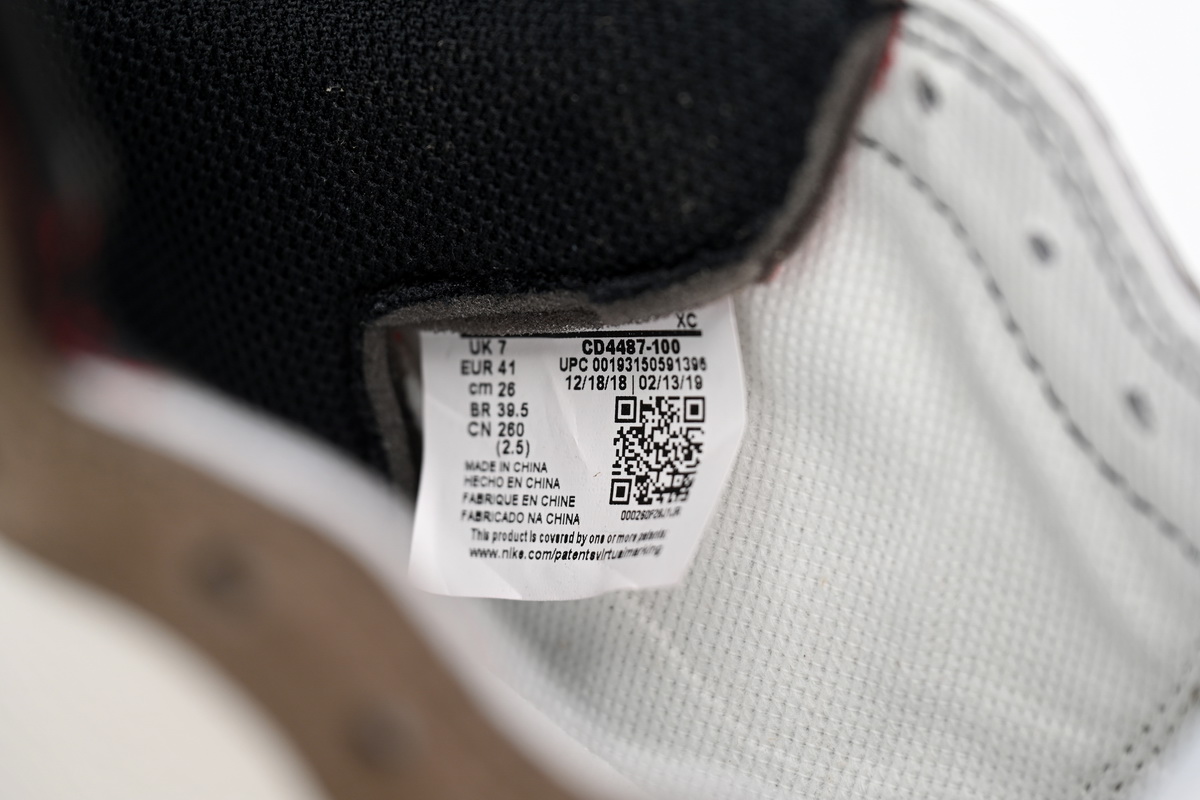 XC
UK 7
EUR 41
cm 26
BR 39.5
CN 260
(2.5)
CD4487-100
UPC 00193150591396
12/18/18 | 02/13/19
MADE IN CHINA
HECHO EN CHINA
FABRIQUE EN CHINE
FABRICADO NA CHINA
This product is covered by one or more patents
www.nike.com/patentsvirtualmarking